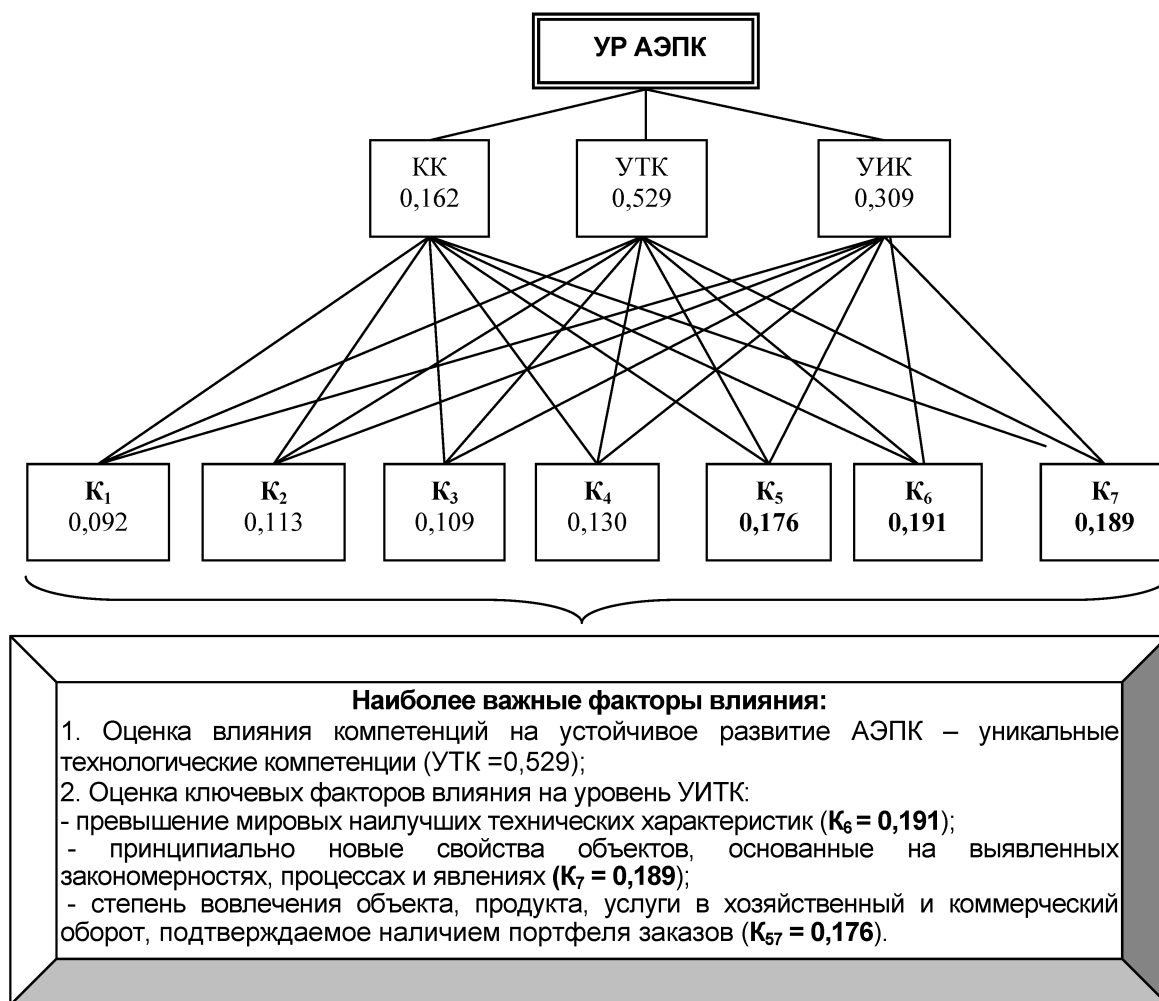 УР АЭПК
КК УТК УИК
0,162 0,529 0,309
К₁ К₂ К₃ К₄ К₅ К₆ К₇
0,092 0,113 0,109 0,130 0,176 0,191 0,189
Наиболее важные факторы влияния:
1. Оценка влияния компетенций на устойчивое развитие АЭПК – уникальные
технологические компетенции (УТК =0,529);
2. Оценка ключевых факторов влияния на уровень УИТК:
- превышение мировых наилучших технических характеристик (К₆ = 0,191);
- принципиально новые свойства объектов, основанные на выявленных
закономерностях, процессах и явлениях (К₇ = 0,189);
- степень вовлечения объекта, продукта, услуги в хозяйственный и коммерческий
оборот, подтверждаемое наличием портфеля заказов (К₅₇ = 0,176).